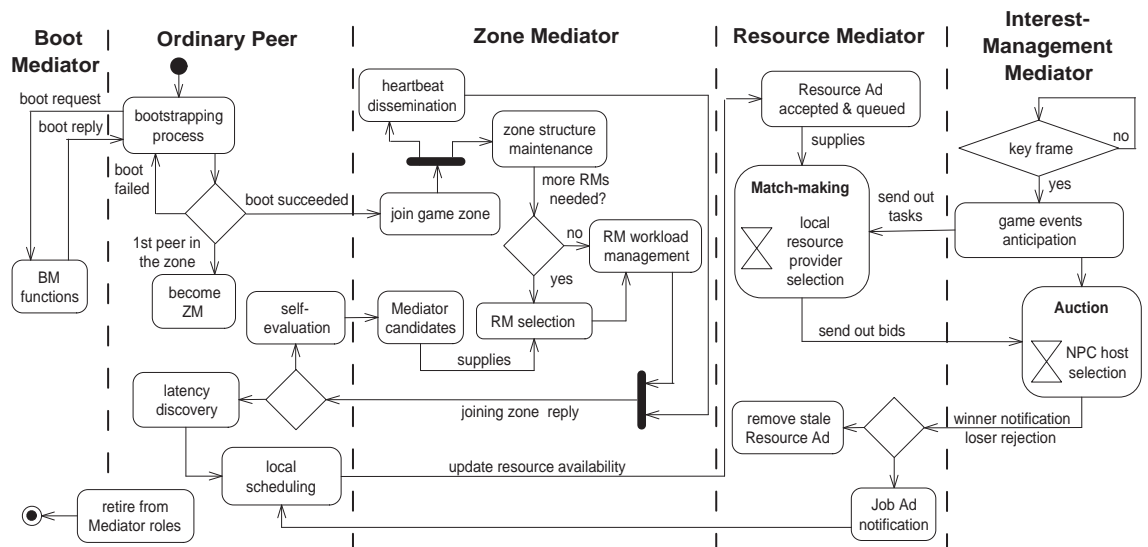 Boot
Mediator
Ordinary Peer
Zone Mediator
Resource Mediator
Interest-
Management
Mediator
boot request
boot reply
bootstrapping
process
boot
failed
boot succeeded
1st peer in
the zone
BM
functions
become
ZM
heartbeat
dissemination
zone structure
maintenance
join game zone
more RMs
needed?
no
yes
RM workload
management
self-
evaluation
Mediator
candidates
supplies
RM selection
latency
discovery
joining zone reply
local
scheduling
update resource availability
retire from
Mediator roles
Resource Ad
accepted & queued
supplies
Match-making
local
resource
provider
selection
send out
tasks
key frame
no
yes
game events
anticipation
send out bids
Auction
NPC host
selection
remove stale
Resource Ad
winner notification
loser rejection
Job Ad
notification